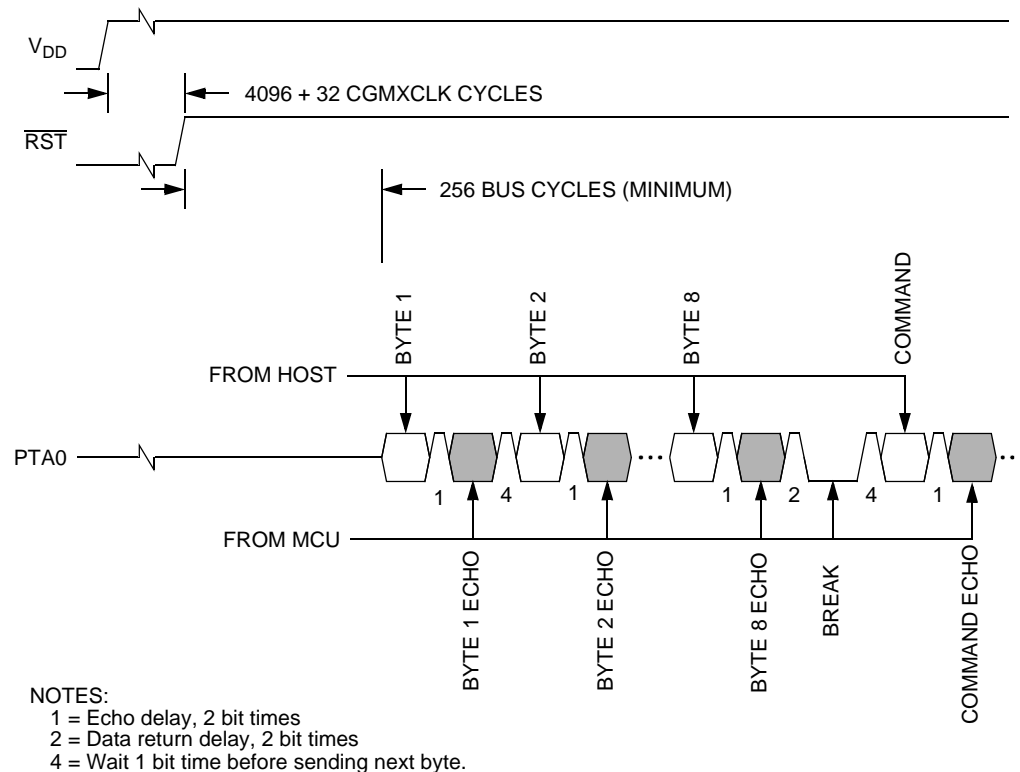 VDD
4096 + 32 CGMXCLK CYCLES
RST
256 BUS CYCLES (MINIMUM)
BYTE 1
BYTE 2
BYTE 8
COMMAND
FROM HOST
PTA0
...
...
1
4
1
1
2
4
1
FROM MCU
BYTE 1 ECHO
BYTE 2 ECHO
BYTE 8 ECHO
BREAK
COMMAND ECHO
NOTES:
1 = Echo delay, 2 bit times
2 = Data return delay, 2 bit times
4 = Wait 1 bit time before sending next byte.